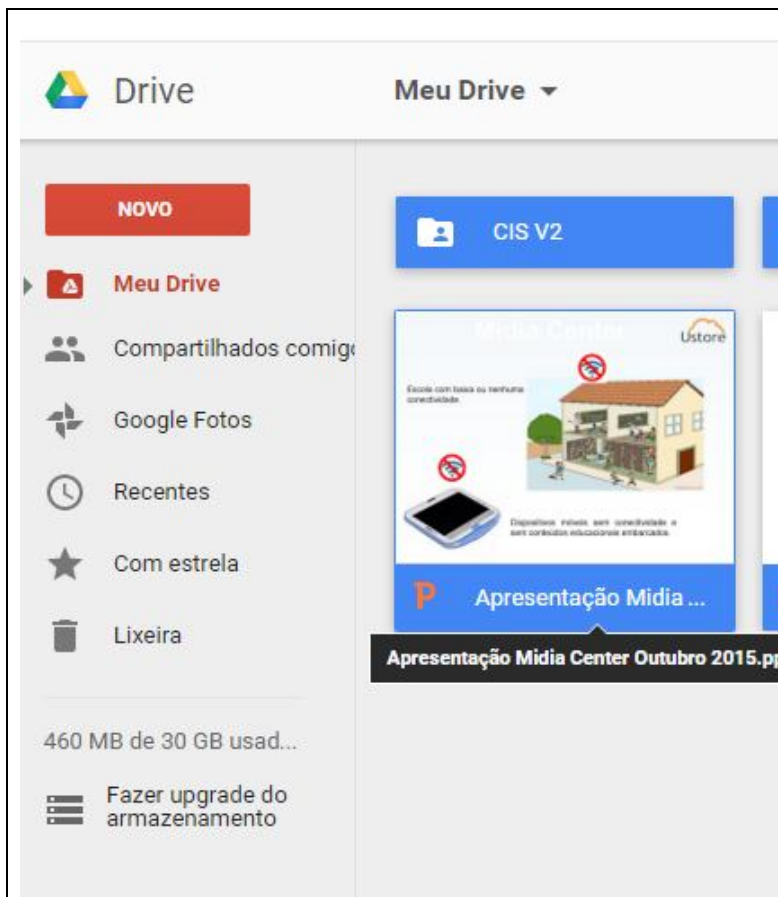 Drive
Meu Drive
NOVO
Meu Drive
Compartilhados comigo
Google Fotos
Recentes
Com estrela
Lixeira
460 MB de 30 GB usad...
Fazer upgrade do
armazenamento
CIS V2
Midia Center
Ustore
Escola com baixa ou nenhuma
conectividade
Dispositivos móveis sem conectividade e
sem conteúdos educacionais embarcados.
P
Apresentação Midia ...
Apresentação Midia Center Outubro 2015.pp